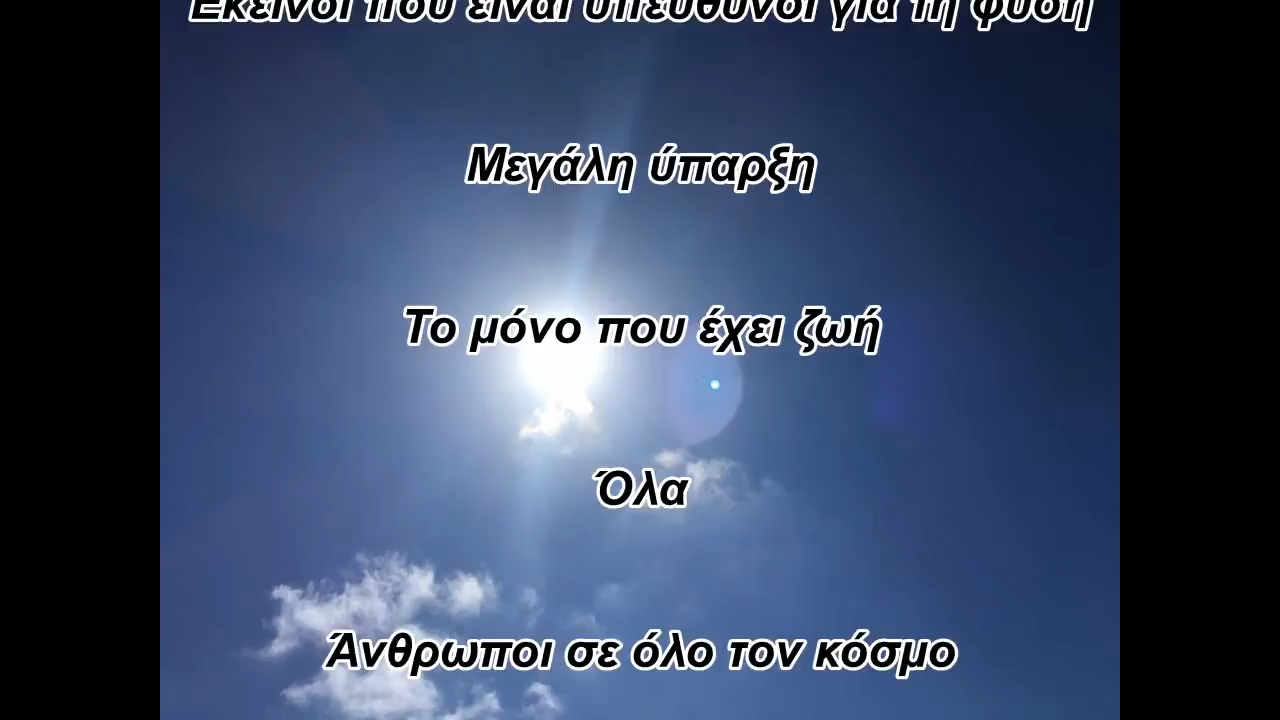 Εκείνοι που είναι υπεύθυνοι για τη φύση
Μεγάλη ύπαρξη
Το μόνο που έχει ζωή
Όλα
Άνθρωποι σε όλο τον κόσμο